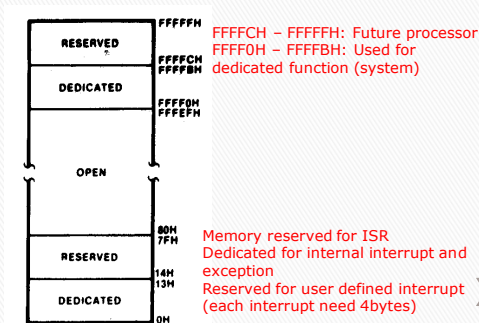 FFFFFH
RESERVED
FFFFCH – FFFFFH: Future processor
FFFF0H – FFFFBH: Used for
dedicated function (system)
FFFFCH
FFFFBH
DEDICATED
FFFF0H
FFFEFH
OPEN
80H
7FH
RESERVED
14H
13H
DEDICATED
0H
Memory reserved for ISR
Dedicated for internal interrupt and
exception
Reserved for user defined interrupt
(each interrupt need 4bytes)